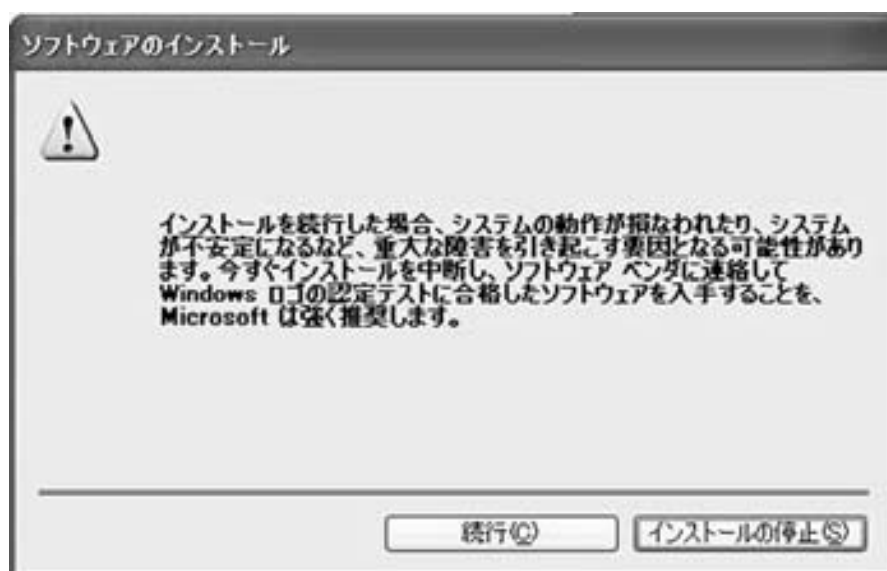 ソフトウェアのインストール
インストールを続行した場合、システムの動作が損なわれたり、システム
が不安定になるなど、重大な障害を引き起こす要因となる可能性があり
ます。今すぐインストールを中断し、ソフトウェア ベンダに連絡して
Windows ロゴの認定テストに合格したソフトウェアを入手することを、
Microsoft は強く推奨します。
続行(C)
インストールの停止(S)